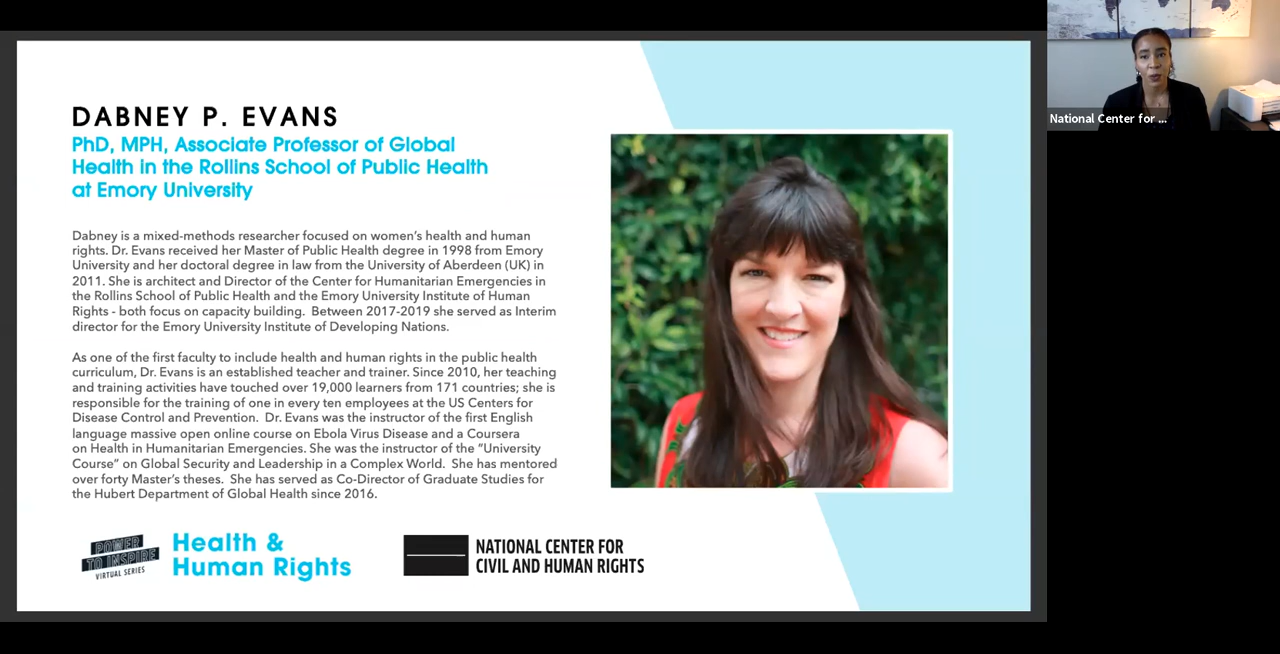 DABNEY P. EVANS
PhD, MPH, Associate Professor of Global
Health in the Rollins School of Public Health
at Emory University
Dabney is a mixed-methods researcher focused on women's health and human
rights. Dr. Evans received her Master of Public Health degree in 1998 from Emory
University and her doctoral degree in law from the University of Aberdeen (UK) in
2011. She is architect and Director of the Center for Humanitarian Emergencies in
the Rollins School of Public Health and the Emory University Institute of Human
Rights - both focus on capacity building.  Between 2017-2019 she served as Interim
director for the Emory University Institute of Developing Nations.
As one of the first faculty to include health and human rights in the public health
curriculum, Dr. Evans is an established teacher and trainer. Since 2010, her teaching
and training activities have touched over 19,000 learners from 171 countries; she is
responsible for the training of one in every ten employees at the US Centers for
Disease Control and Prevention.  Dr. Evans was the instructor of the first English
language massive open online course on Ebola Virus Disease and a Coursera
on Health in Humanitarian Emergencies. She was the instructor of the "University
Course" on Global Security and Leadership in a Complex World.  She has mentored
over forty Master's theses.  She has served as Co-Director of Graduate Studies for
the Hubert Department of Global Health since 2016.
POWER
TO INSPIRE
VIRTUAL SERIES
Health &
Human Rights
NATIONAL CENTER FOR
CIVIL AND HUMAN RIGHTS
National Center for ...